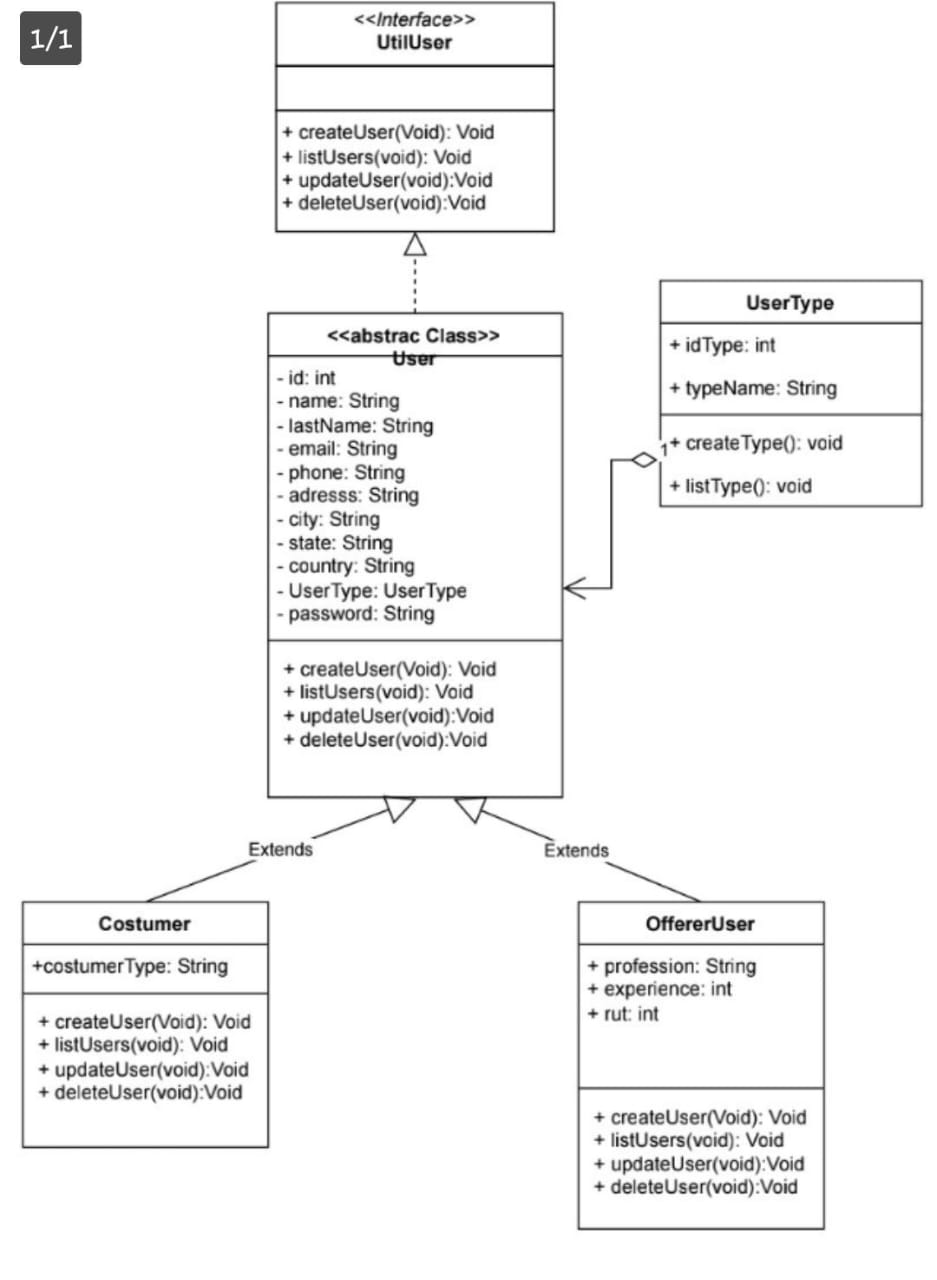 1/1
<<Interface>>
UtilUser
+ createUser(Void): Void
+ listUsers(void): Void
+ updateUser(void):Void
+ deleteUser(void):Void
<<abstrac Class>>
User
- id: int
- name: String
- lastName: String
- email: String
- phone: String
- adresss: String
- city: String
- state: String
- country: String
- UserType: UserType
- password: String
+ createUser(Void): Void
+ listUsers(void): Void
+ updateUser(void):Void
+ deleteUser(void):Void
UserType
+ idType: int
+ typeName: String
1
+ createType(): void
+ listType(): void
Extends
Extends
Costumer
+costumerType: String
+ createUser(Void): Void
+ listUsers(void): Void
+ updateUser(void):Void
+ deleteUser(void):Void
OffererUser
+ profession: String
+ experience: int
+ rut: int
+ createUser(Void): Void
+ listUsers(void): Void
+ updateUser(void):Void
+ deleteUser(void):Void